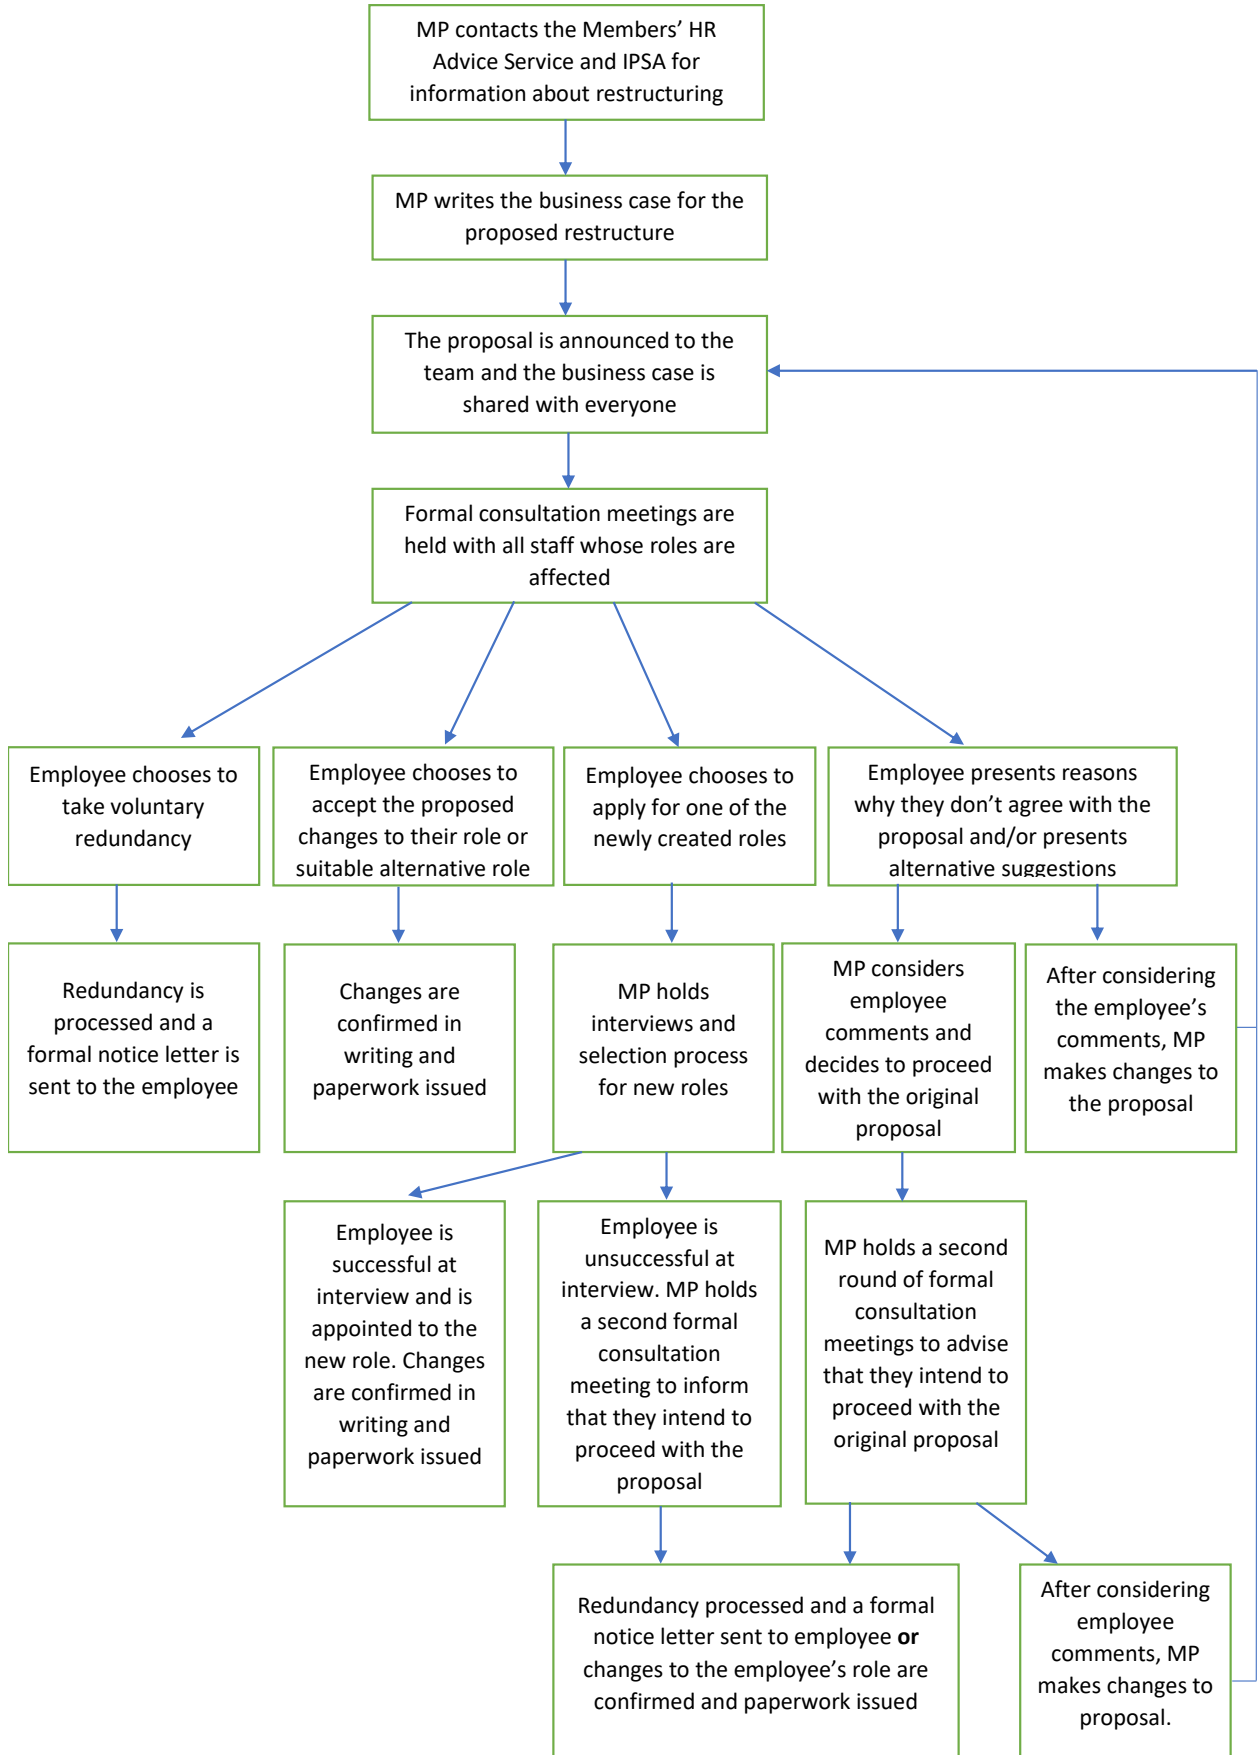 MP contacts the Members’ HR
Advice Service and IPSA for
information about restructuring
MP writes the business case for the
proposed restructure
The proposal is announced to the
team and the business case is
shared with everyone
Formal consultation meetings are
held with all staff whose roles are
affected
Employee chooses to
take voluntary
redundancy
Employee chooses to
accept the proposed
changes to their role or
suitable alternative role
Employee chooses to
apply for one of the
newly created roles
Employee presents reasons
why they don’t agree with the
proposal and/or presents
alternative suggestions
Redundancy is
processed and a
formal notice letter is
sent to the employee
Changes are
confirmed in
writing and
paperwork issued
MP holds
interviews and
selection process
for new roles
MP considers
employee
comments and
decides to proceed
with the original
proposal
After considering
the employee’s
comments, MP
makes changes to
the proposal
Employee is
successful at
interview and is
appointed to the
new role. Changes
are confirmed in
writing and
paperwork issued
Employee is
unsuccessful at
interview. MP holds
a second formal
consultation
meeting to inform
that they intend to
proceed with the
proposal
MP holds a second
round of formal
consultation
meetings to advise
that they intend to
proceed with the
original proposal
Redundancy processed and a formal
notice letter sent to employee or
changes to the employee’s role are
confirmed and paperwork issued
After considering
employee
comments, MP
makes changes to
proposal.